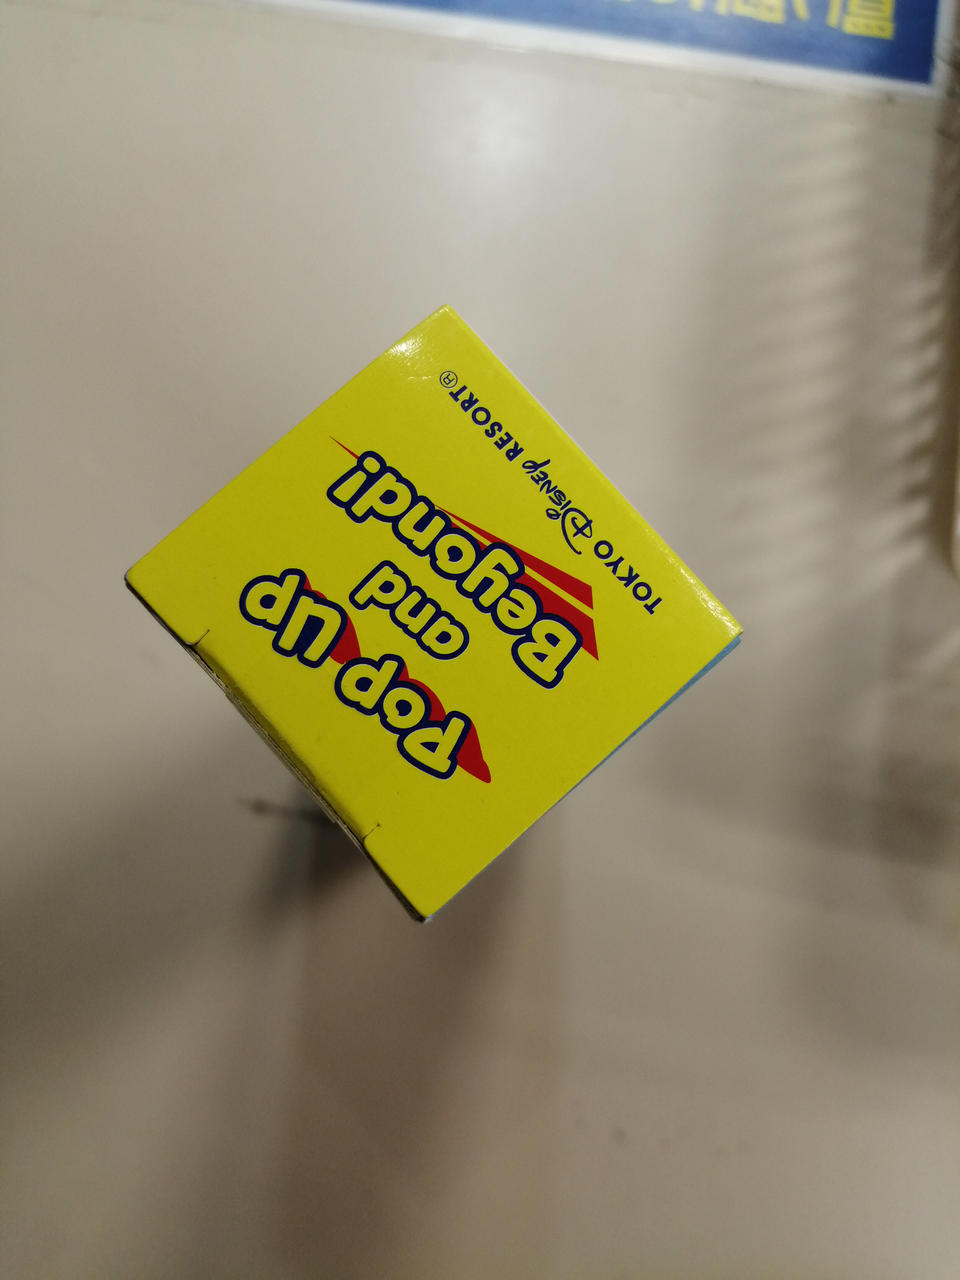 Pop Up
and
Beyond!
TOKYO DISNEY RESORT®